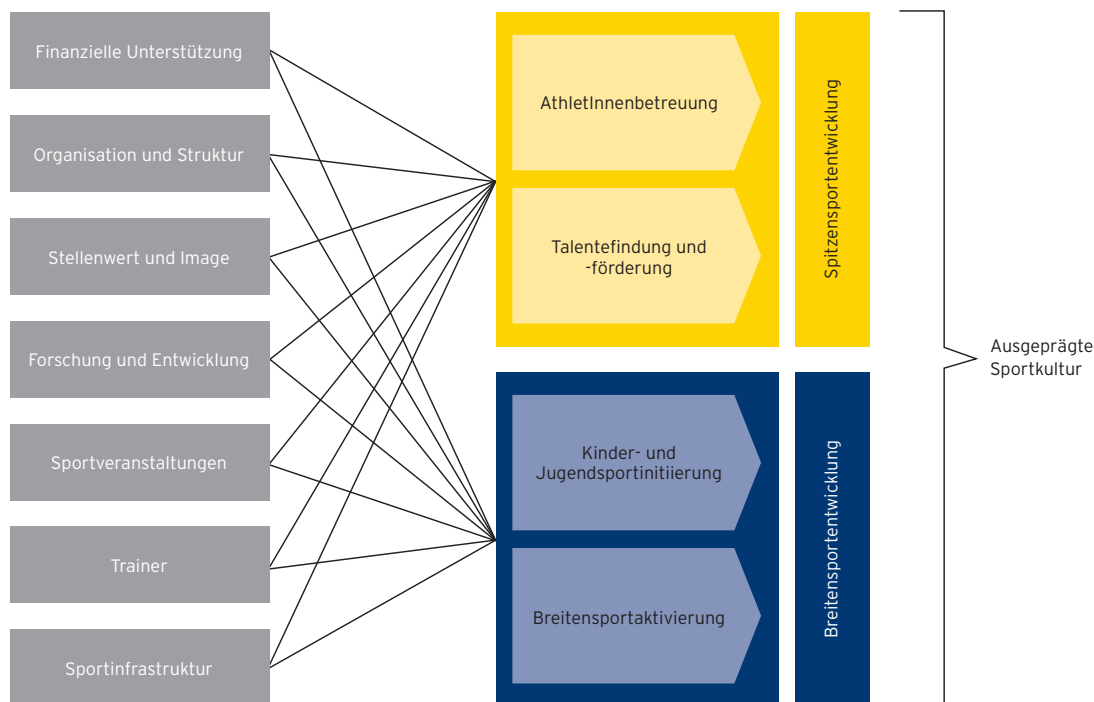 Finanzielle Unterstützung
Organisation und Struktur
Stellenwert und Image
Forschung und Entwicklung
Sportveranstaltungen
Trainer
Sportinfrastruktur
AthletInnenbetreuung
Talentefindung und
-förderung
Spitzensportentwicklung
Kinder- und
Jugendsportinitiierung
Breitensportaktivierung
Breitensportentwicklung
Ausgeprägte
Sportkultur